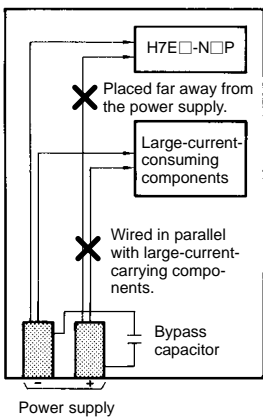 H7E□-N□P
Placed far away from
the power supply.
Large-current-
consuming
components
Wired in parallel
with large-current-
carrying compo-
nents.
Bypass
capacitor
− +
Power supply